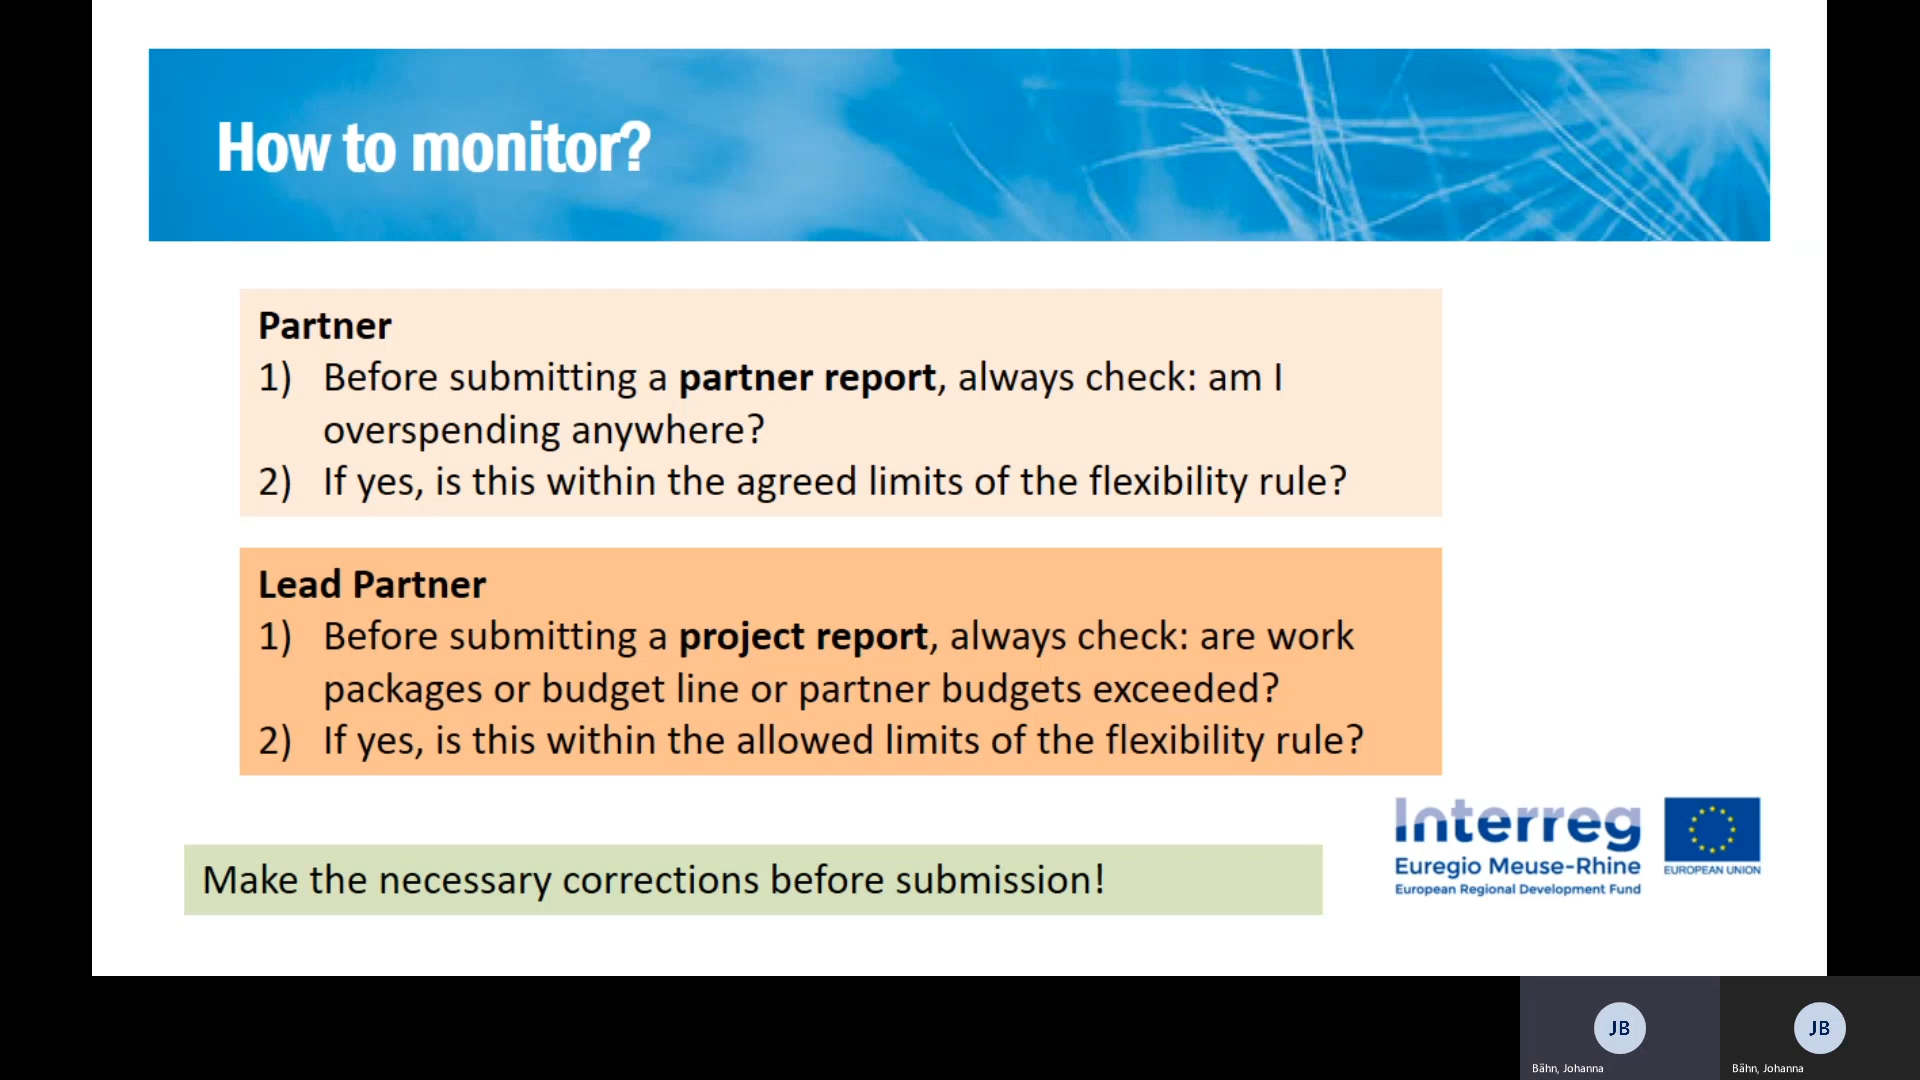 How to monitor?
Partner
1) Before submitting a partner report, always check: am I
overspending anywhere?
2) If yes, is this within the agreed limits of the flexibility rule?
Lead Partner
1) Before submitting a project report, always check: are work
packages or budget line or partner budgets exceeded?
2) If yes, is this within the allowed limits of the flexibility rule?
Make the necessary corrections before submission!
Interreg
Euregio Meuse-Rhine
European Regional Development Fund
EUROPEAN UNION
JB
Bähn, Johanna
JB
Bähn, Johanna